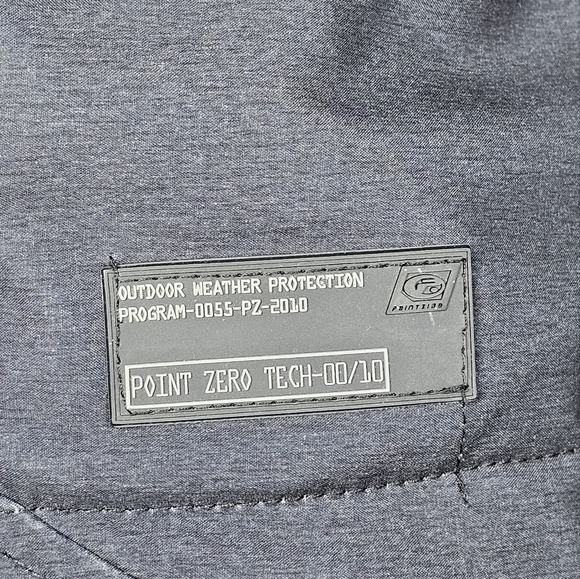 OUTDOOR WEATHER PROTECTION
PROGRAM-0055-PZ-2010
POINT ZERO TECH-00/10